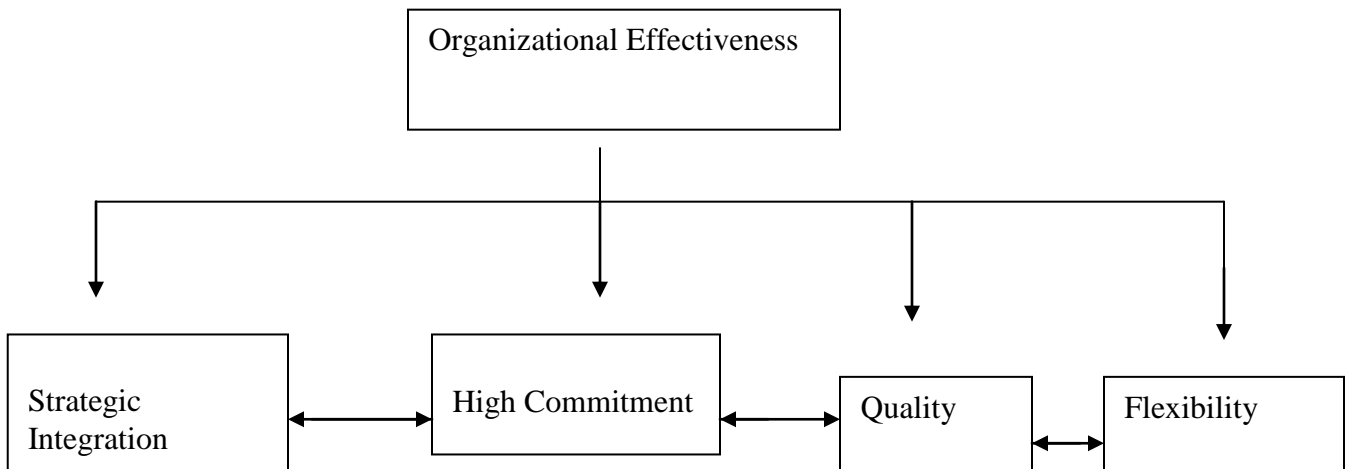 Organizational Effectiveness
Strategic
Integration
High Commitment
Quality
Flexibility